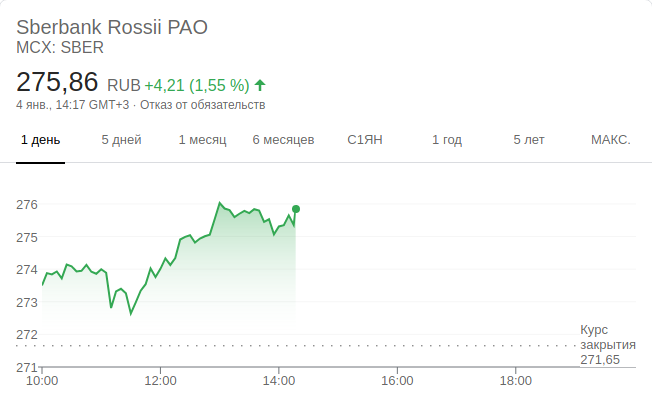 Sberbank Rossii PAO
MCX: SBER
275,86 RUB +4,21 (1,55 %)
4 янв., 14:17 GMT+3 · Отказ от обязательств
1 день 5 дней 1 месяц 6 месяцев С1ЯН 1 год 5 лет МАКС.
276
275
274
273
272
271
Курс
закрытия
271,65
10:00 12:00 14:00 16:00 18:00